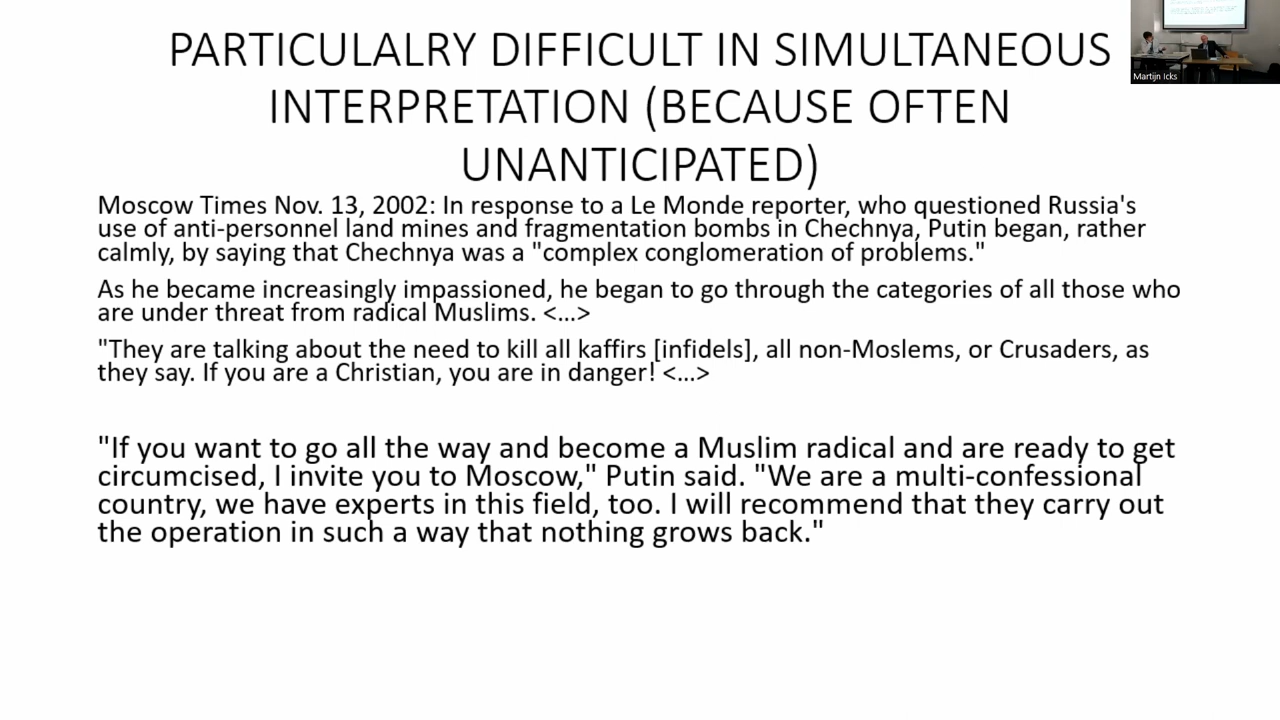 PARTICULALRY DIFFICULT IN SIMULTANEOUS
INTERPRETATION (BECAUSE OFTEN
UNANTICIPATED)
Martijn Icks
Moscow Times Nov. 13, 2002: In response to a Le Monde reporter, who questioned Russia's
use of anti-personnel land mines and fragmentation bombs in Chechnya, Putin began, rather
calmly, by saying that Chechnya was a "complex conglomeration of problems."
As he became increasingly impassioned, he began to go through the categories of all those who
are under threat from radical Muslims. <...>
"They are talking about the need to kill all kaffirs [infidels], all non-Moslems, or Crusaders, as
they say. If you are a Christian, you are in danger! <...>
"If you want to go all the way and become a Muslim radical and are ready to get
circumcised, I invite you to Moscow," Putin said. "We are a multi-confessional
country, we have experts in this field, too. I will recommend that they carry out
the operation in such a way that nothing grows back."